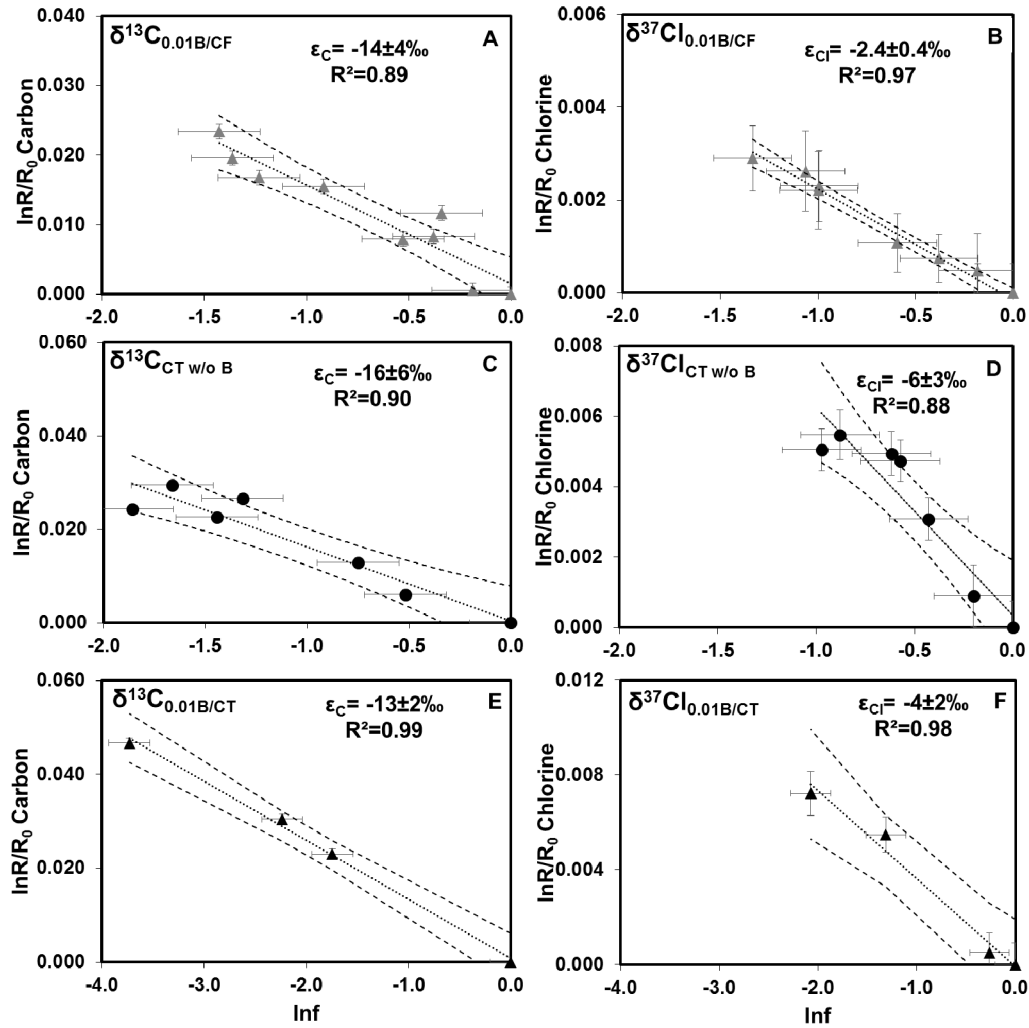 δ13C0.01B/CF
A
εC= -14±4‰
R²=0.89
lnR/R0 Carbon
0.040
0.030
0.020
0.010
0.000
-2.0 -1.5 -1.0 -0.5 0.0
δ37Cl0.01B/CF
B
εCl= -2.4±0.4‰
R²=0.97
lnR/R0 Chlorine
0.006
0.004
0.002
0.000
-2.0 -1.5 -1.0 -0.5 0.0
δ13CCT w/o B
C
εC= -16±6‰
R²=0.90
lnR/R0 Carbon
0.060
0.040
0.020
0.000
-2.0 -1.5 -1.0 -0.5 0.0
δ37ClCT w/o B
D
εCl= -6±3‰
R²=0.88
lnR/R0 Chlorine
0.008
0.006
0.004
0.002
0.000
-2.0 -1.5 -1.0 -0.5 0.0
δ13C0.01B/CT
E
εC= -13±2‰
R²=0.99
lnR/R0 Carbon
0.060
0.040
0.020
0.000
-4.0 -3.0 -2.0 -1.0 0.0
lnf
δ37Cl0.01B/CT
F
εCl= -4±2‰
R²=0.98
lnR/R0 Chlorine
0.012
0.008
0.004
0.000
-4.0 -3.0 -2.0 -1.0 0.0
lnf